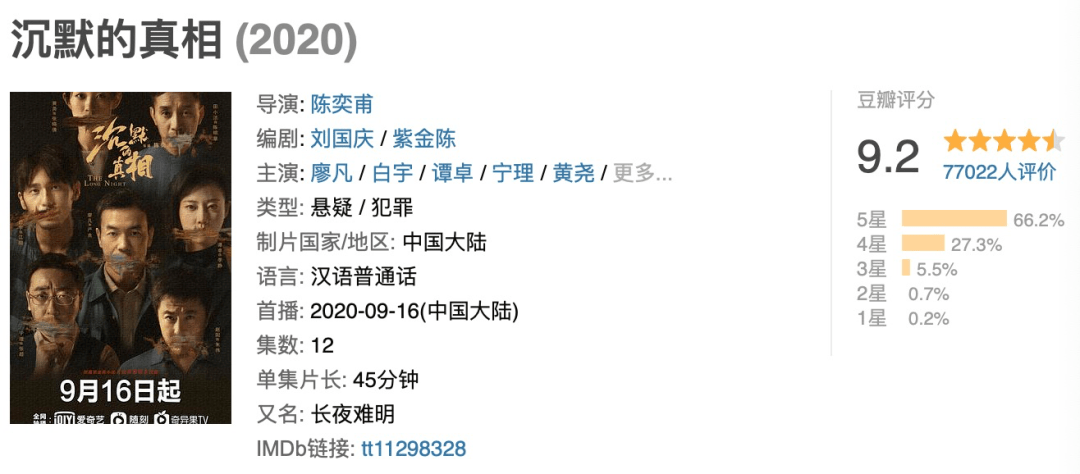 沉默的真相 (2020)
沉默的真相
THE
LONG NIGHT
9月16日起
全网
iQIYI 爱奇艺 随刻 奇异果TV
导演: 陈奕甫
编剧: 刘国庆 / 紫金陈
主演: 廖凡 / 白宇 / 谭卓 / 宁理 / 黄尧 / 更多...
类型: 悬疑 / 犯罪
制片国家/地区: 中国大陆
语言: 汉语普通话
首播: 2020-09-16(中国大陆)
集数: 12
单集片长: 45分钟
又名: 长夜难明
IMDb链接: tt11298328
豆瓣评分
9.2
77022人评价
5星 66.2%
4星 27.3%
3星 5.5%
2星 0.7%
1星 0.2%